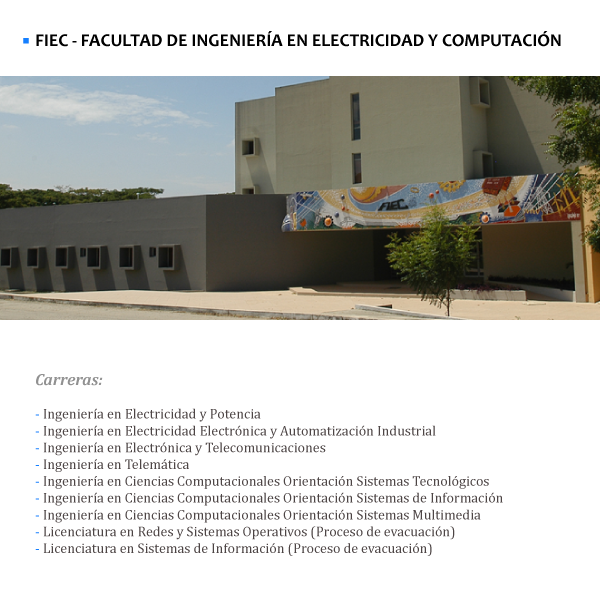 FIEC - FACULTAD DE INGENIERÍA EN ELECTRICIDAD Y COMPUTACIÓN
FIEC
Carreras:
- Ingeniería en Electricidad y Potencia
- Ingeniería en Electricidad Electrónica y Automatización Industrial
- Ingeniería en Electrónica y Telecomunicaciones
- Ingeniería en Telemática
- Ingeniería en Ciencias Computacionales Orientación Sistemas Tecnológicos
- Ingeniería en Ciencias Computacionales Orientación Sistemas de Información
- Ingeniería en Ciencias Computacionales Orientación Sistemas Multimedia
- Licenciatura en Redes y Sistemas Operativos (Proceso de evacuación)
- Licenciatura en Sistemas de Información (Proceso de evacuación)